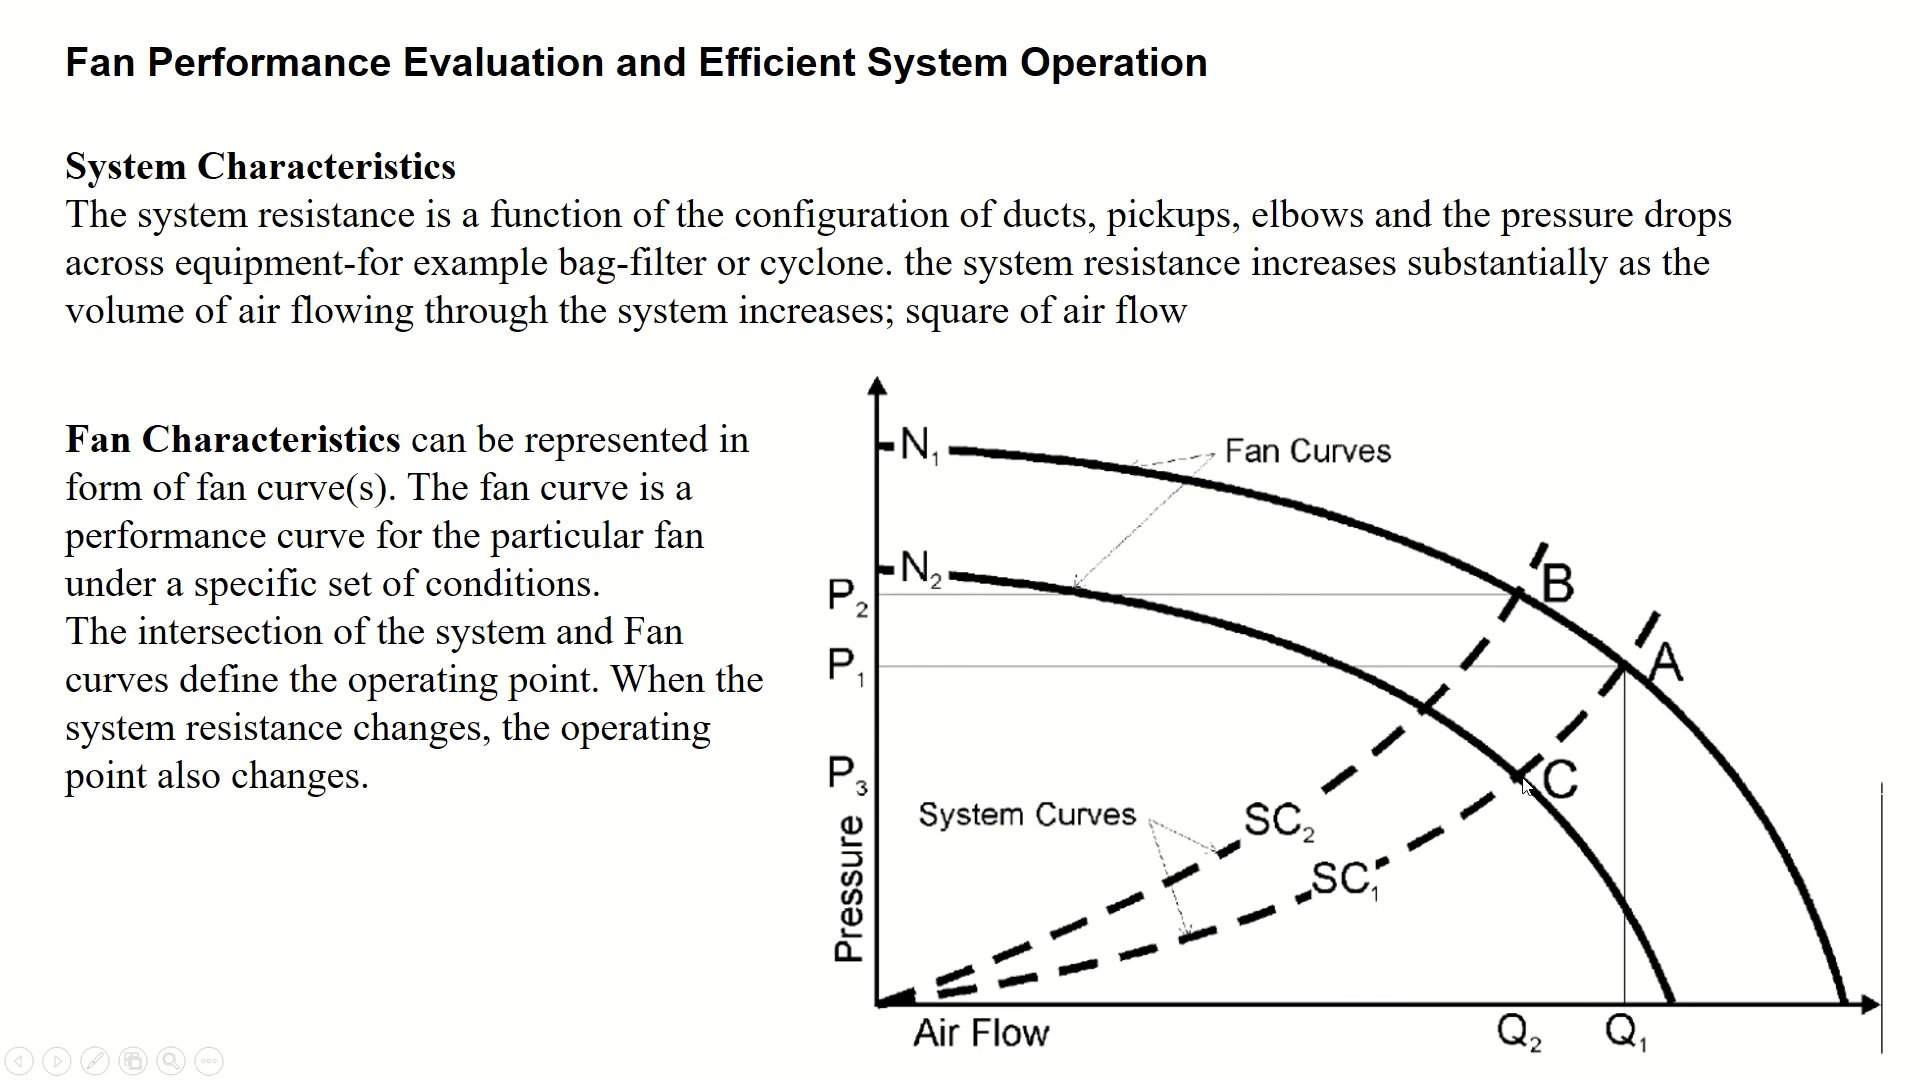 Fan Performance Evaluation and Efficient System Operation
System Characteristics
The system resistance is a function of the configuration of ducts, pickups, elbows and the pressure drops
across equipment-for example bag-filter or cyclone. the system resistance increases substantially as the
volume of air flowing through the system increases; square of air flow
Fan Characteristics can be represented in
form of fan curve(s). The fan curve is a
performance curve for the particular fan
under a specific set of conditions.
The intersection of the system and Fan
curves define the operating point. When the
system resistance changes, the operating
point also changes.
N₁
Fan Curves
N₂
P₂
B
P₁
A
P₃
C
System Curves
SC₂
SC₁
Pressure
Air Flow
Q₂
Q₁